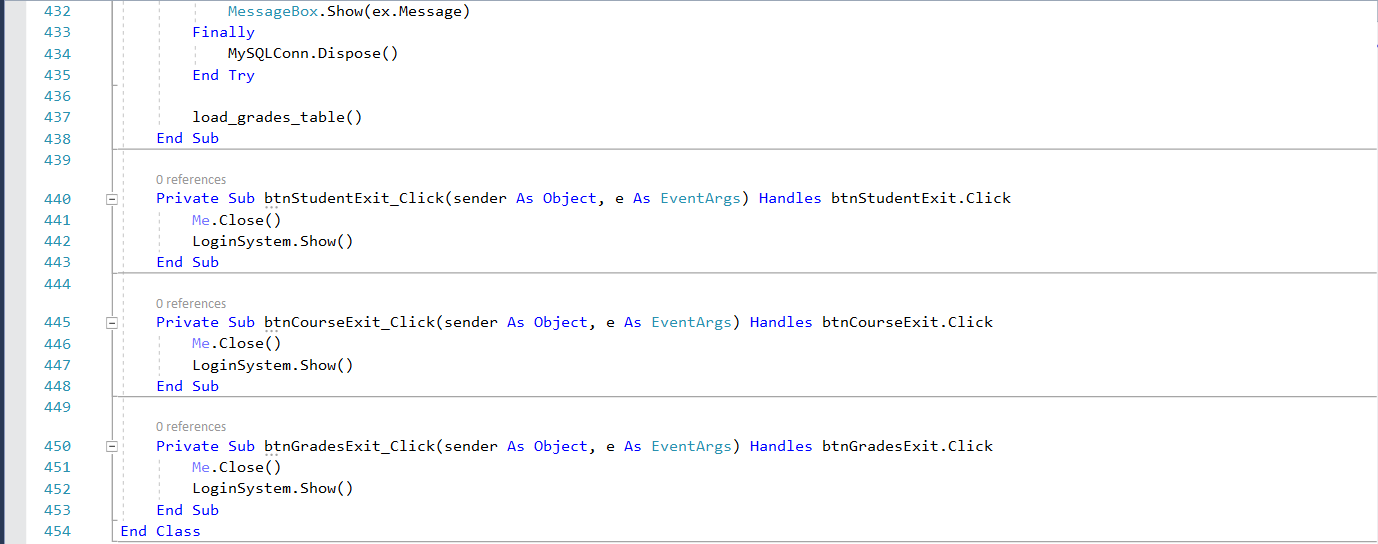 432 MessageBox.Show(ex.Message)
433 Finally
434 MySQLConn.Dispose()
435 End Try
436
437 load_grades_table()
438 End Sub
439
0 references
440 Private Sub btnStudentExit_Click(sender As Object, e As EventArgs) Handles btnStudentExit.Click
441 Me.Close()
442 LoginSystem.Show()
443 End Sub
444
0 references
445 Private Sub btnCourseExit_Click(sender As Object, e As EventArgs) Handles btnCourseExit.Click
446 Me.Close()
447 LoginSystem.Show()
448 End Sub
449
0 references
450 Private Sub btnGradesExit_Click(sender As Object, e As EventArgs) Handles btnGradesExit.Click
451 Me.Close()
452 LoginSystem.Show()
453 End Sub
454 End Class